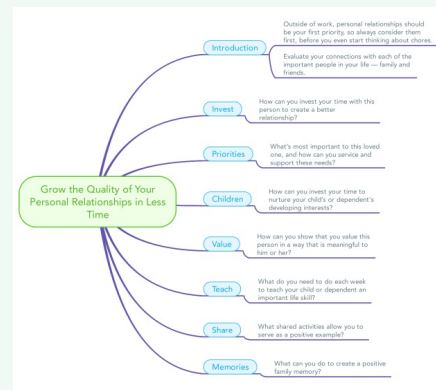 Outside of work, personal relationships should
be your first priority, so always consider them
first, before you even start thinking about chores.
Introduction
Evaluate your connections with each of the
important people in your life — family and
friends.
Invest
How can you invest your time with this
person to create a better
relationship?
Priorities
What's most important to this loved
one, and how can you service and
support these needs?
Grow the Quality of Your
Personal Relationships in Less
Time
Children
How can you invest your time to
nurture your child's or dependent's
developing interests?
Value
How can you show that you value this
person in a way that is meaningful to
him or her?
Teach
What do you need to do each week
to teach your child or dependent an
important life skill?
Share
What shared activities allow you to
serve as a positive example?
Memories
What can you do to create a positive
family memory?